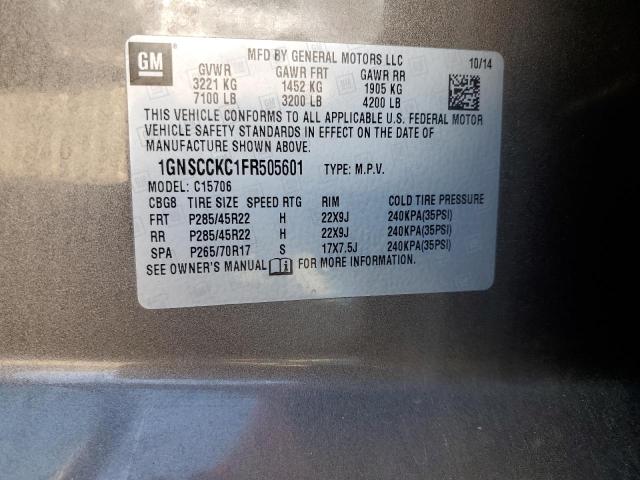 GM
MFD BY GENERAL MOTORS LLC
10/14
GVWR GAWR FRT GAWR RR
3221 KG 1452 KG 1905 KG
7100 LB 3200 LB 4200 LB
THIS VEHICLE CONFORMS TO ALL APPLICABLE U.S. FEDERAL MOTOR
VEHICLE SAFETY STANDARDS IN EFFECT ON THE DATE OF
MANUFACTURE SHOWN ABOVE.
1GNSCCKC1FR505601 TYPE: M.P.V.
MODEL: C15706
CBG8 TIRE SIZE SPEED RTG RIM COLD TIRE PRESSURE
FRT P285/45R22 H 22X9J 240KPA(35PSI)
RR P285/45R22 H 22X9J 240KPA(35PSI)
SPA P265/70R17 S 17X7.5J 240KPA(35PSI)
SEE OWNER'S MANUAL FOR MORE INFORMATION.